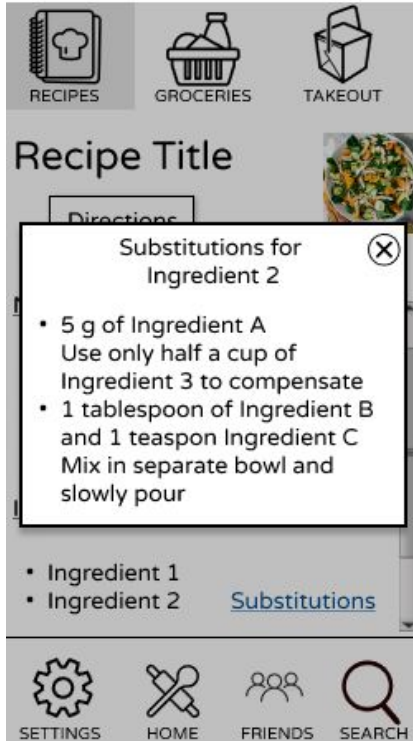 RECIPES GROCERIES TAKEOUT
Recipe Title
Directions
Substitutions for
Ingredient 2
• 5 g of Ingredient A
Use only half a cup of
Ingredient 3 to compensate
• 1 tablespoon of Ingredient B
and 1 teaspon Ingredient C
Mix in separate bowl and
slowly pour
• Ingredient 1
• Ingredient 2 Substitutions
SETTINGS HOME FRIENDS SEARCH